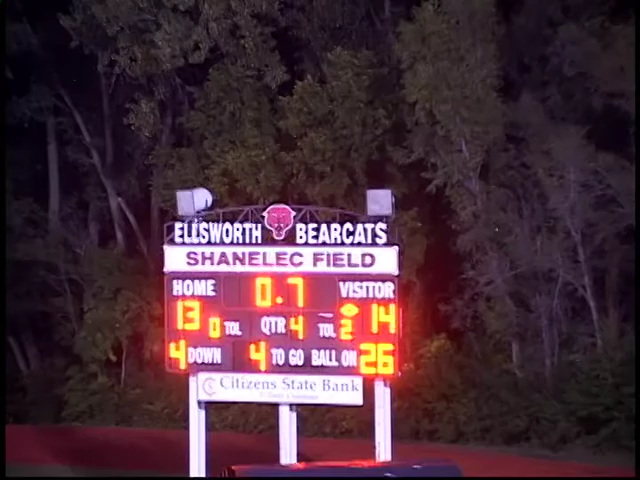 ELLSWORTH BEARCATS
SHANELEC FIELD
HOME 0.7 VISITOR
13 0 TOL QTR 4 TOL 2 14
4 DOWN 4 TO GO BALL ON 26
Citizens State Bank